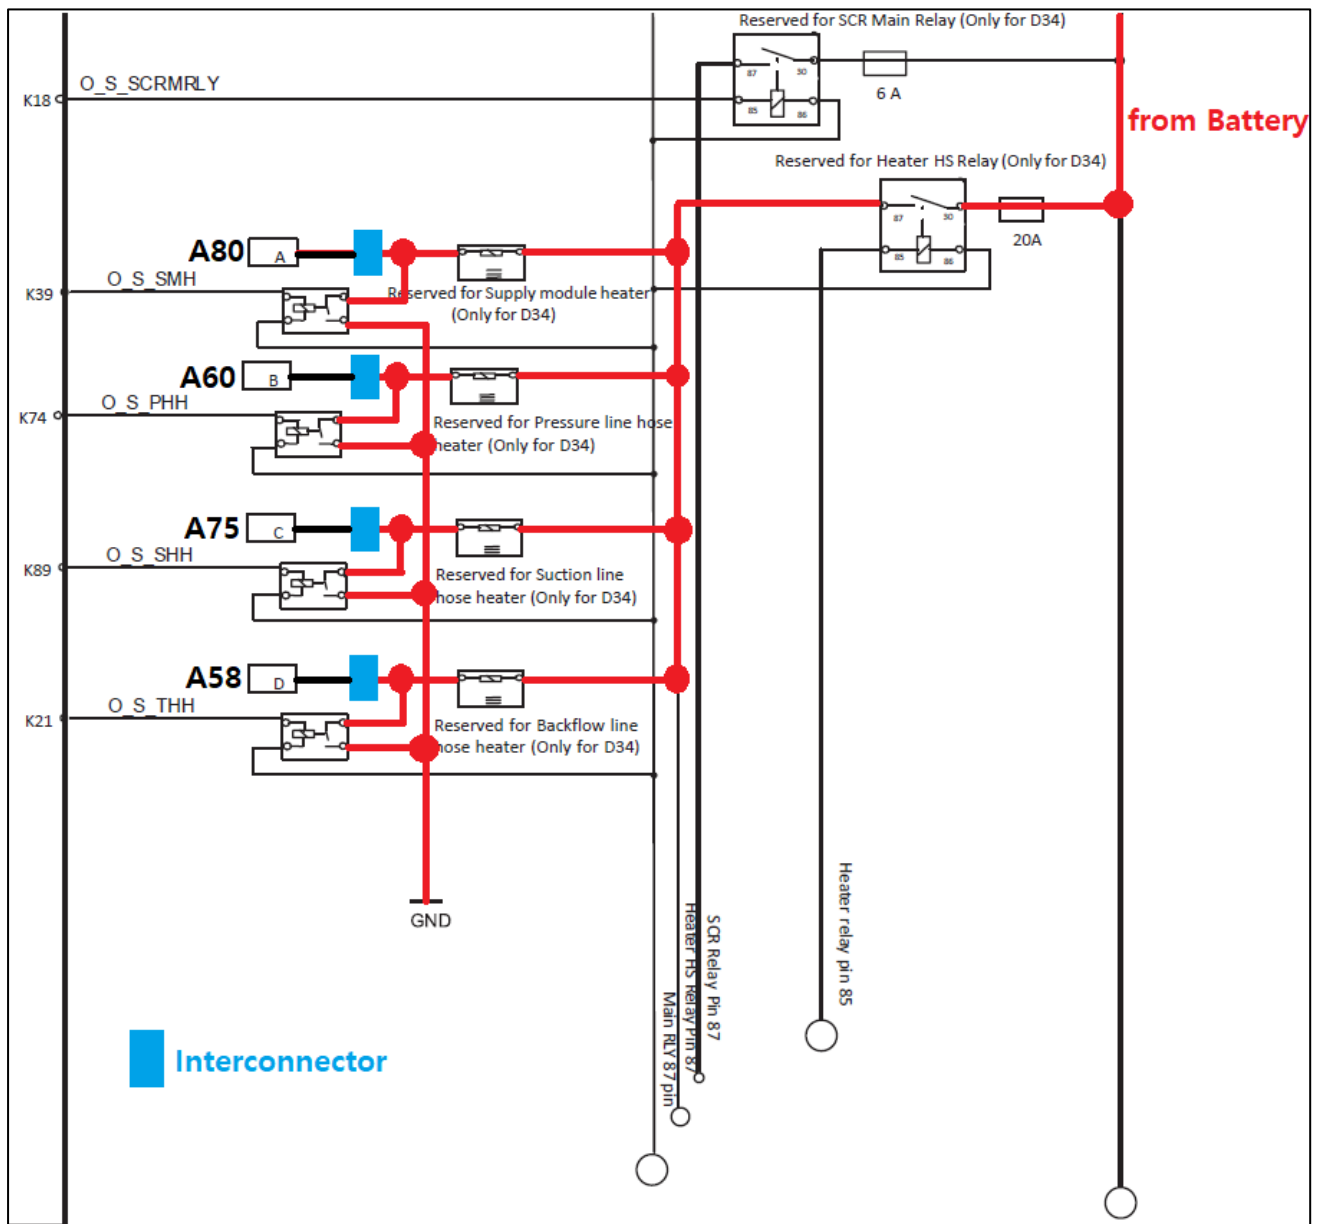 Reserved for SCR Main Relay (Only for D34)
87
30
O_S_SCRMRLY
K18
6 A
85
86
from Battery
Reserved for Heater HS Relay (Only for D34)
87
30
20A
A80
A
85
86
O_S_SMH
K39
Reserved for Supply module heater
(Only for D34)
A60
B
O_S_PHH
K74
Reserved for Pressure line hose
heater (Only for D34)
A75
C
O_S_SHH
K89
Reserved for Suction line
hose heater (Only for D34)
A58
D
O_S_THH
K21
Reserved for Backflow line
hose heater (Only for D34)
GND
Heater relay pin 85
SCR Relay Pin 87
Heater HS Relay Pin 87
Main RLY 87 pin
Interconnector